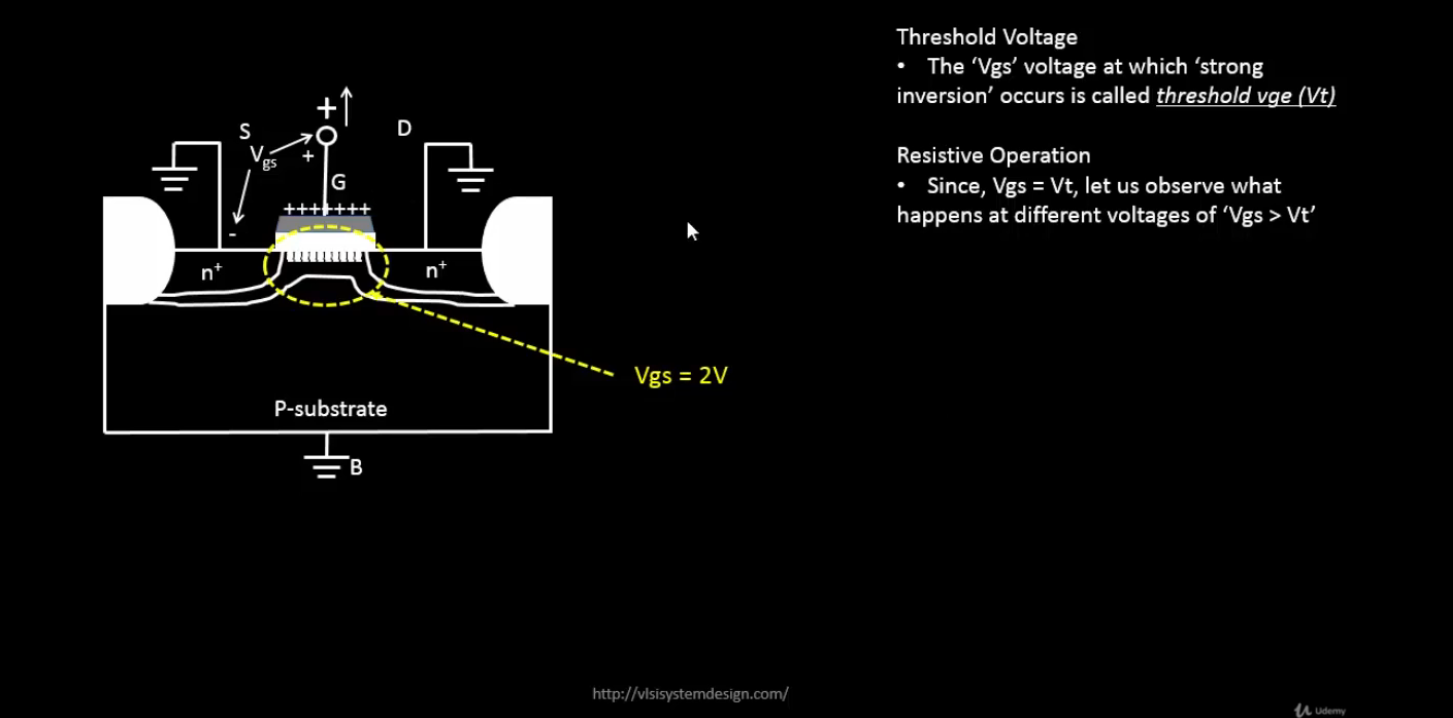 Threshold Voltage
• The ‘Vgs’ voltage at which ‘strong
inversion’ occurs is called threshold vge (Vt)
Resistive Operation
• Since, Vgs = Vt, let us observe what
happens at different voltages of ‘Vgs > Vt’
+
S
D
Vgs
+
G
+++++++
-
n+
n+
Vgs = 2V
P-substrate
B
http://vlsisystemdesign.com/
Udemy